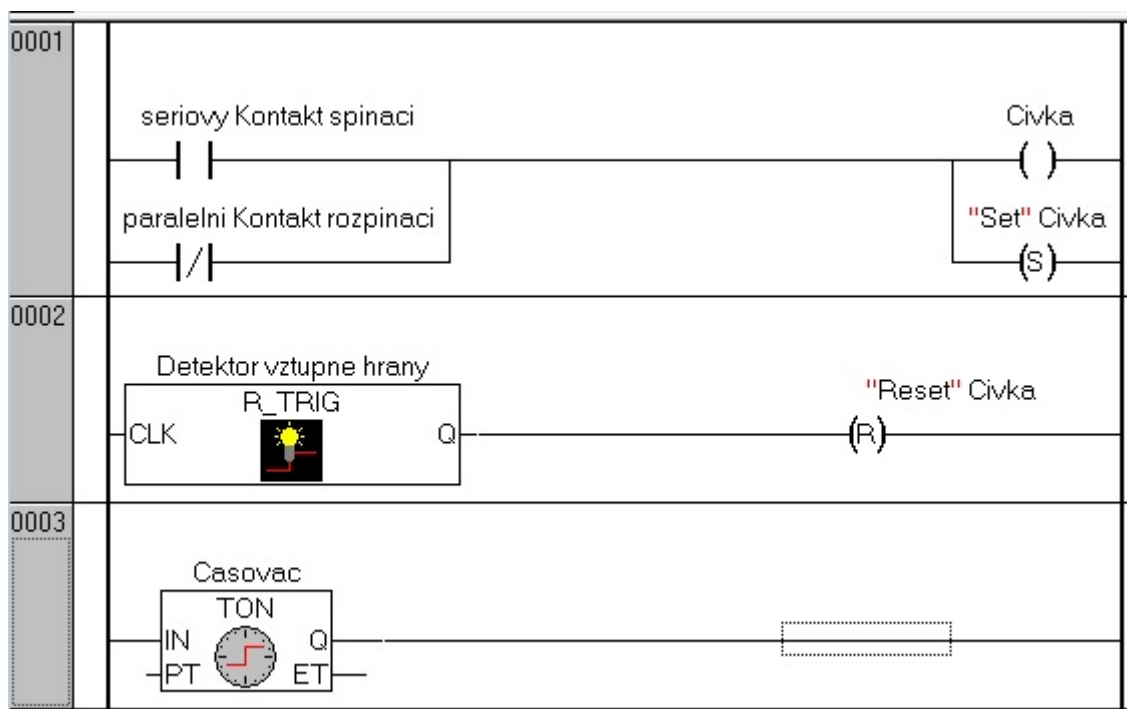 0001
seriovy Kontakt spinaci
Civka
paralelni Kontakt rozpinaci
"Set" Civka
S
0002
Detektor vztupne hrany
R_TRIG
"Reset" Civka
CLK
Q
R
0003
Casovac
TON
IN
Q
PT
ET